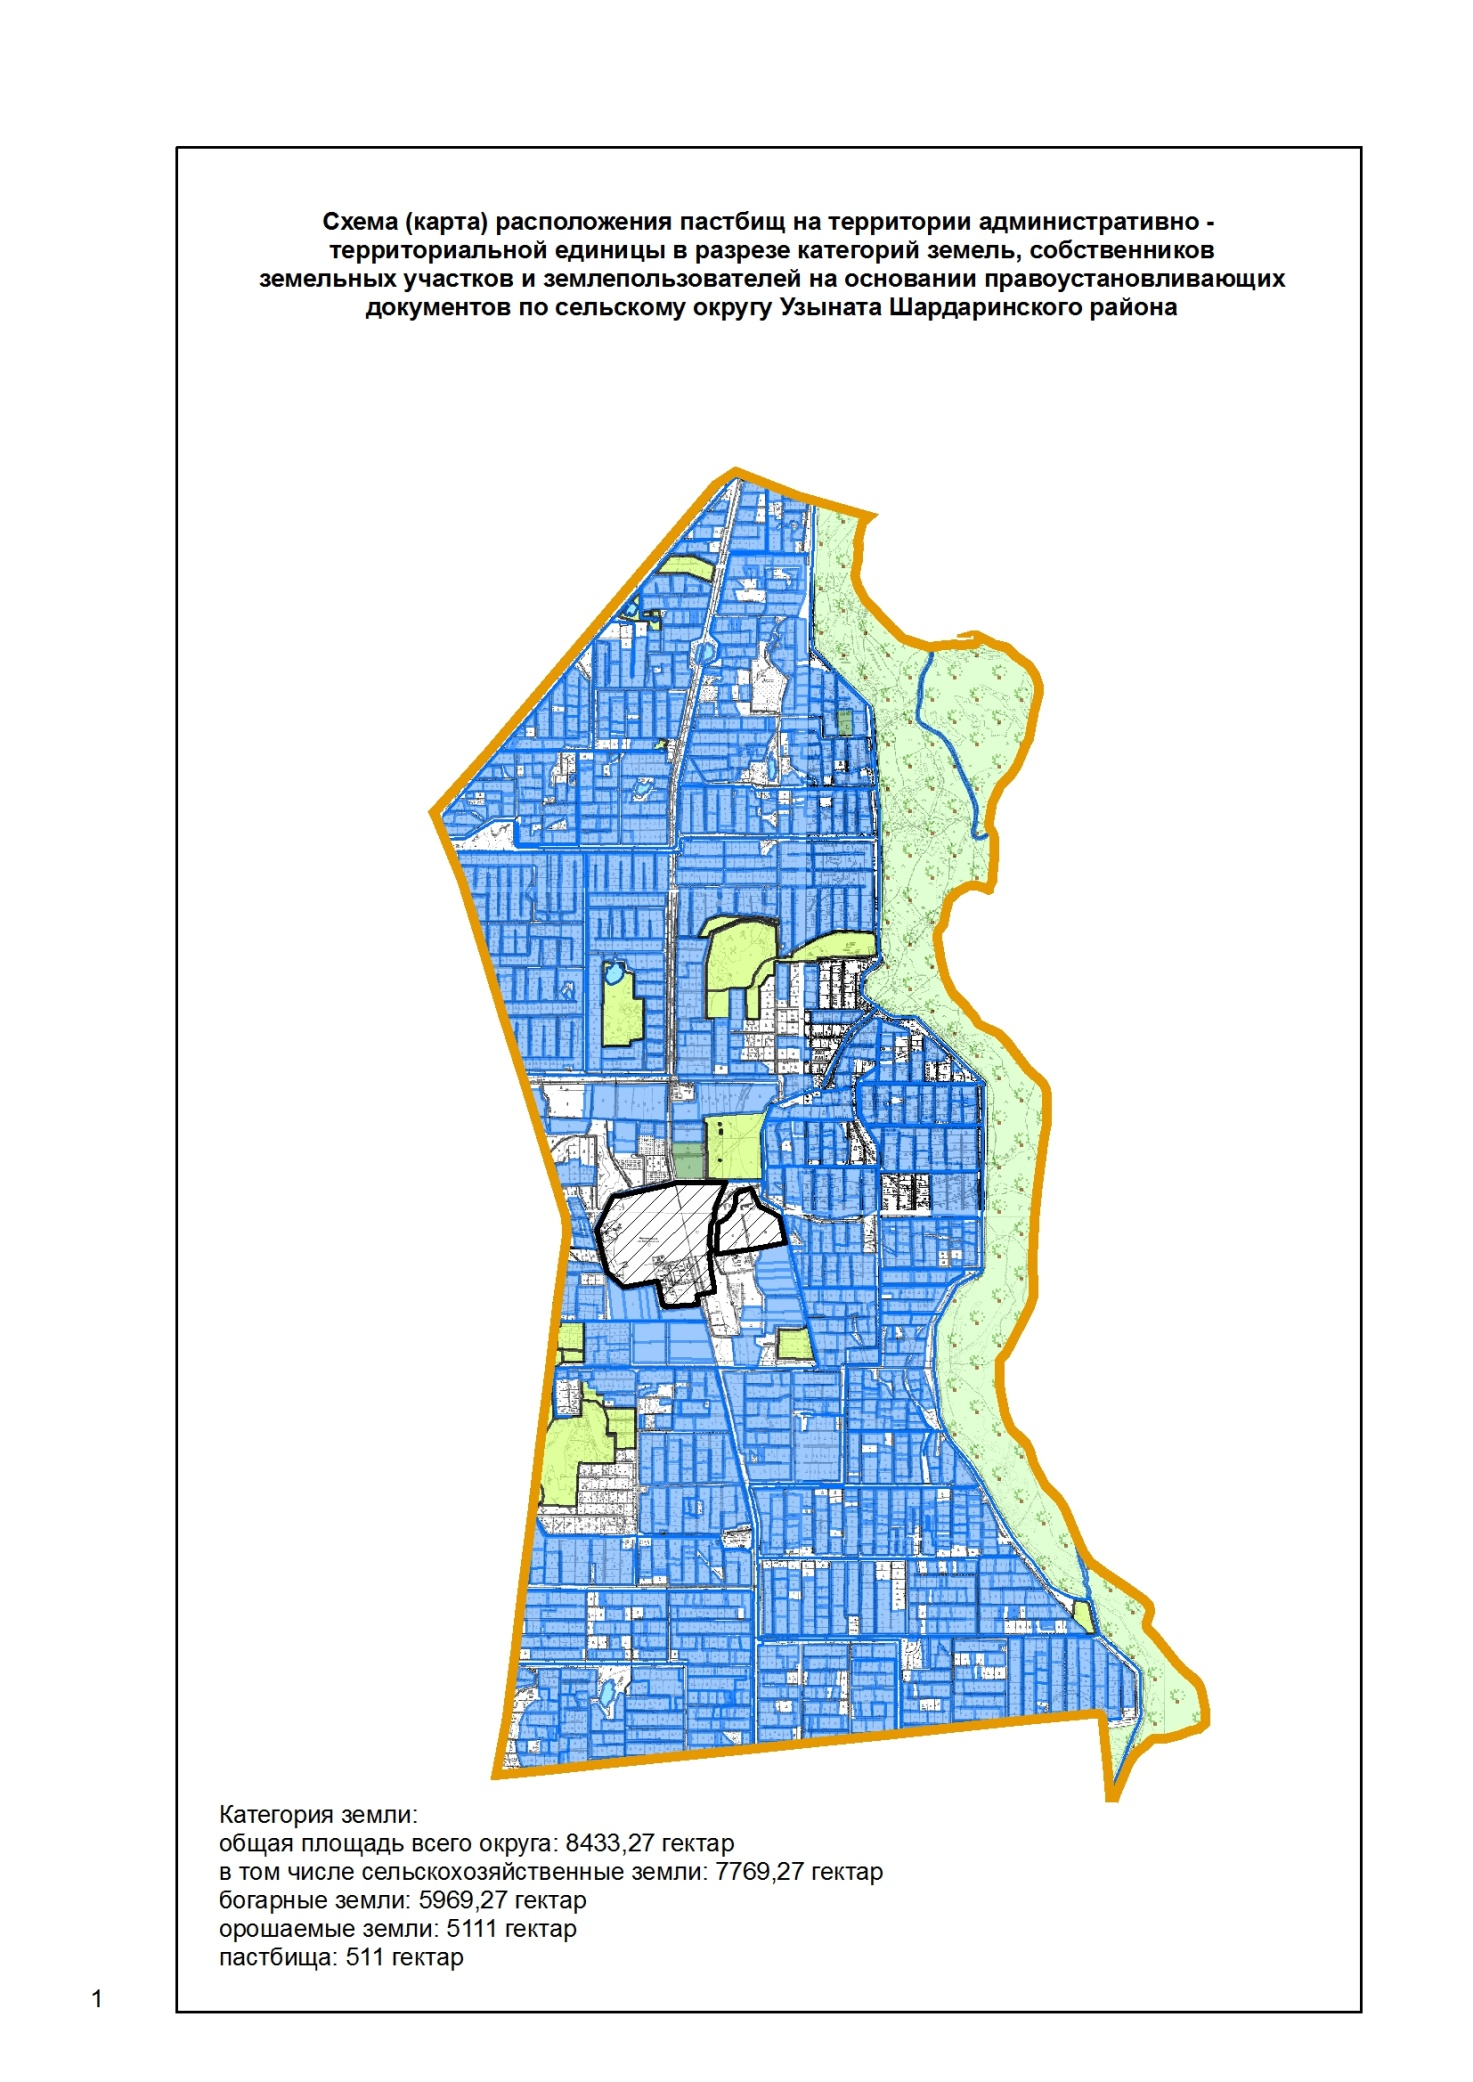 Схема (карта) расположения пастбищ на территории административно -
территориальной единицы в разрезе категорий земель, собственников
земельных участков и землепользователей на основании правоустановливающих
документов по сельскому округу Узыната Шардаринского района
Категория земли:
общая площадь всего округа: 8433,27 гектар
в том числе сельскохозяйственные земли: 7769,27 гектар
богарные земли: 5969,27 гектар
орошаемые земли: 5111 гектар
пастбища: 511 гектар
1